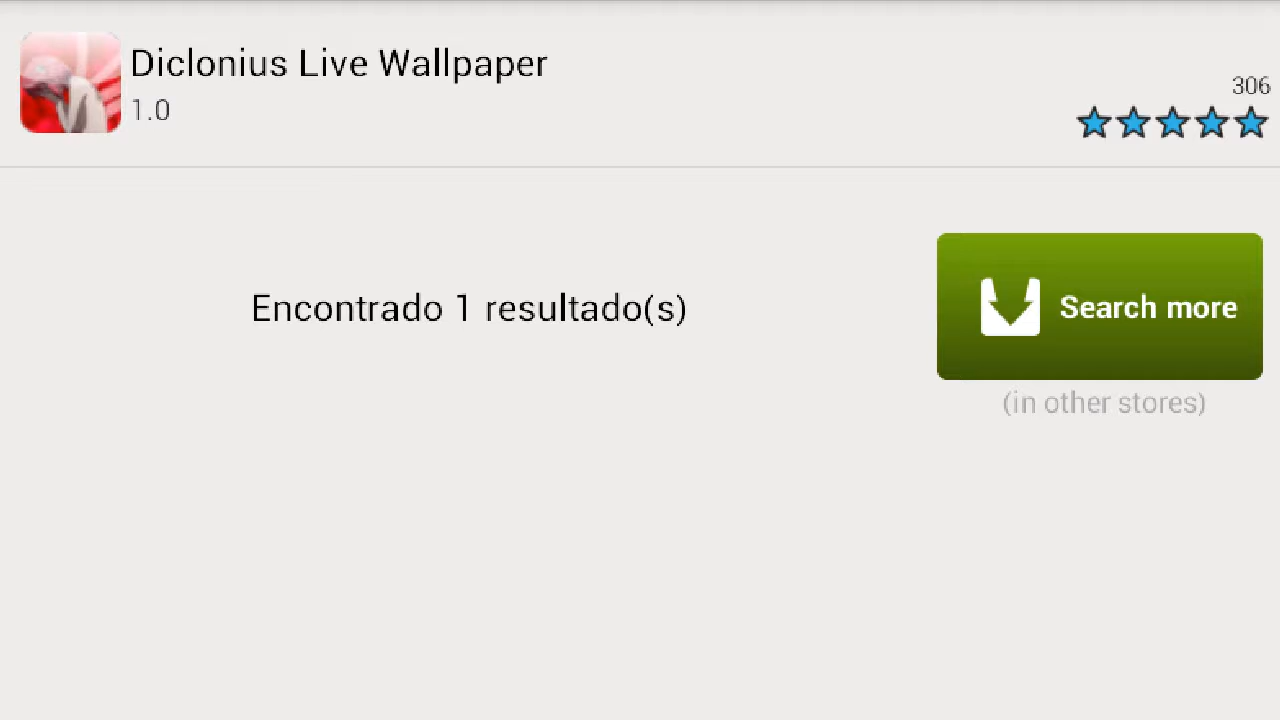 Diclonius Live Wallpaper
1.0
306
Encontrado 1 resultado(s)
Search more
(in other stores)